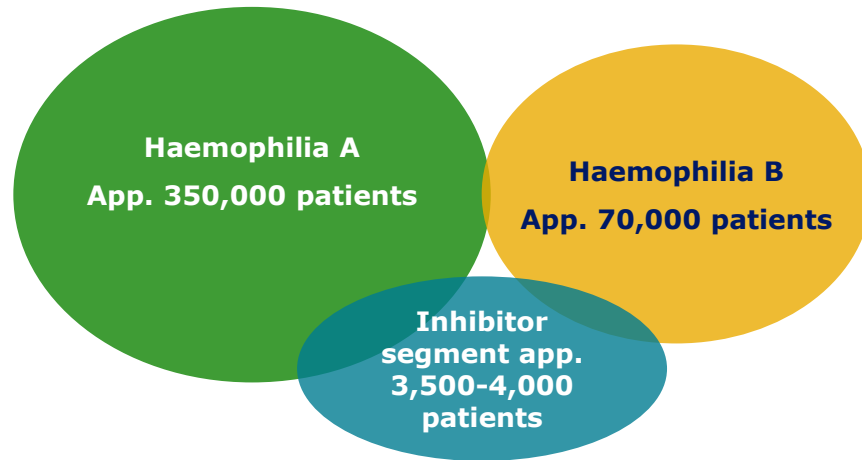 Haemophilia A
App. 350,000 patients
Haemophilia B
App. 70,000 patients
Inhibitor
segment app.
3,500-4,000
patients